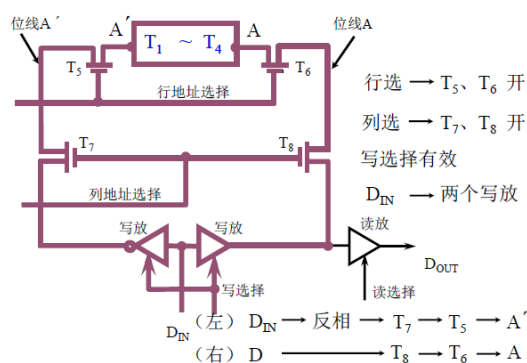 位线A′ A′ T1 ~ T4 A 位线A
T5 T6
行地址选择
行选 → T5、T6 开
T7 T8
列选 → T7、T8 开
写选择有效
列地址选择
DIN → 两个写放
写放 写放 读放
DOUT
写选择 读选择
DIN
(左) DIN → 反相 → T7 → T5 → A′
(右) D → T8 → T6 → A